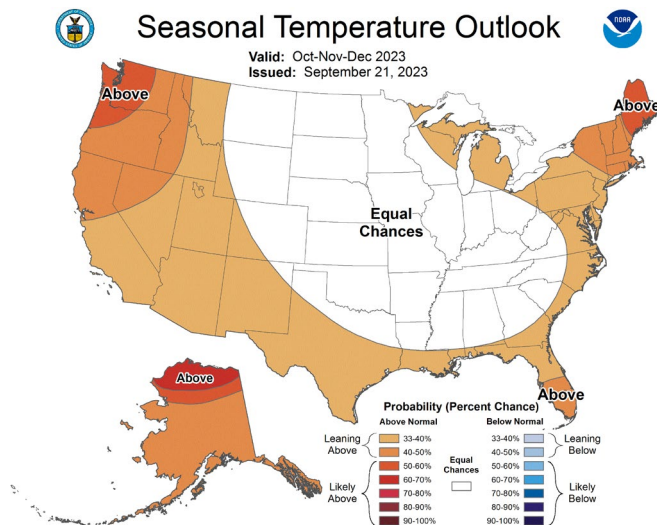 Seasonal Temperature Outlook
NOAA
Valid: Oct-Nov-Dec 2023
Issued: September 21, 2023
Above
Above
Equal
Chances
Above
Above
Probability (Percent Chance)
Above Normal
Below Normal
Leaning
Above
33-40%
40-50%
Likely
Above
50-60%
60-70%
70-80%
80-90%
90-100%
Equal
Chances
33-40%
40-50%
Leaning
Below
50-60%
60-70%
70-80%
80-90%
90-100%
Likely
Below